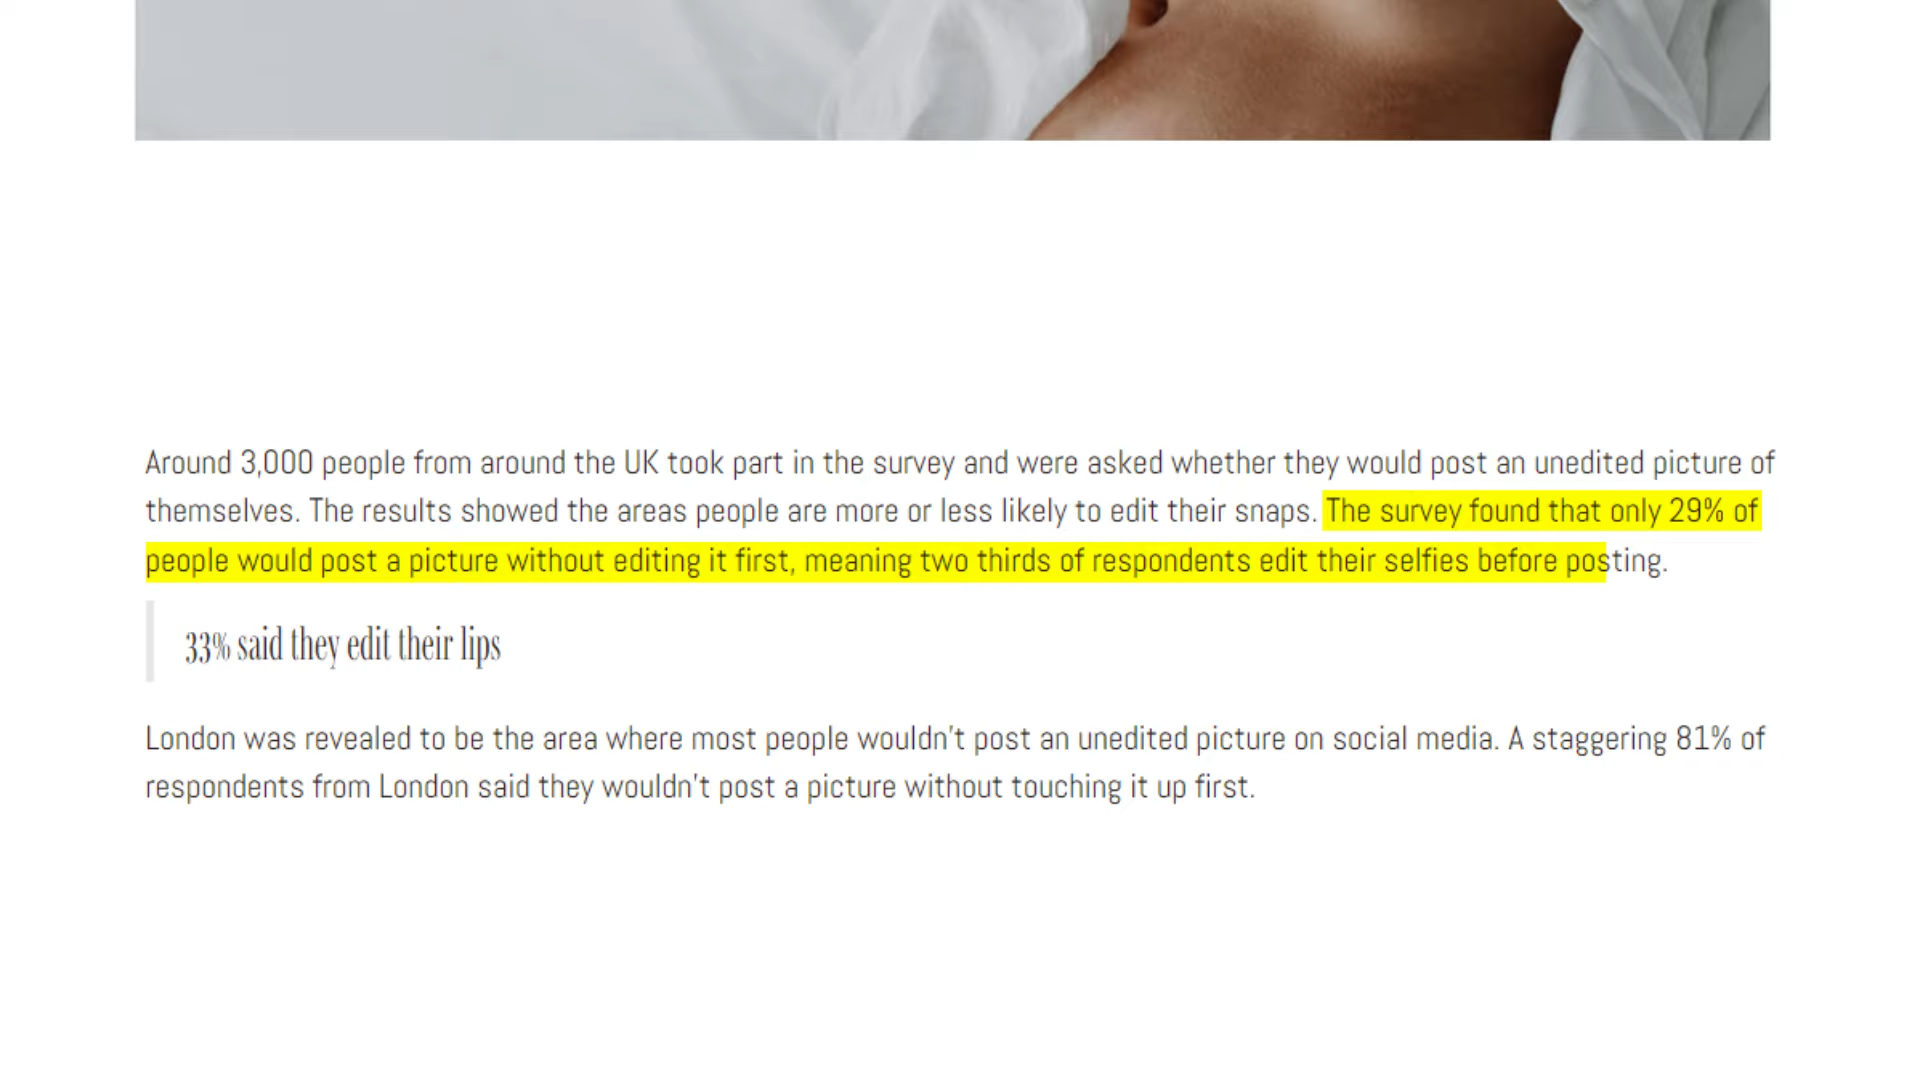 Around 3,000 people from around the UK took part in the survey and were asked whether they would post an unedited picture of
themselves. The results showed the areas people are more or less likely to edit their snaps. The survey found that only 29% of
people would post a picture without editing it first, meaning two thirds of respondents edit their selfies before posting.
33% said they edit their lips
London was revealed to be the area where most people wouldn't post an unedited picture on social media. A staggering 81% of
respondents from London said they wouldn't post a picture without touching it up first.